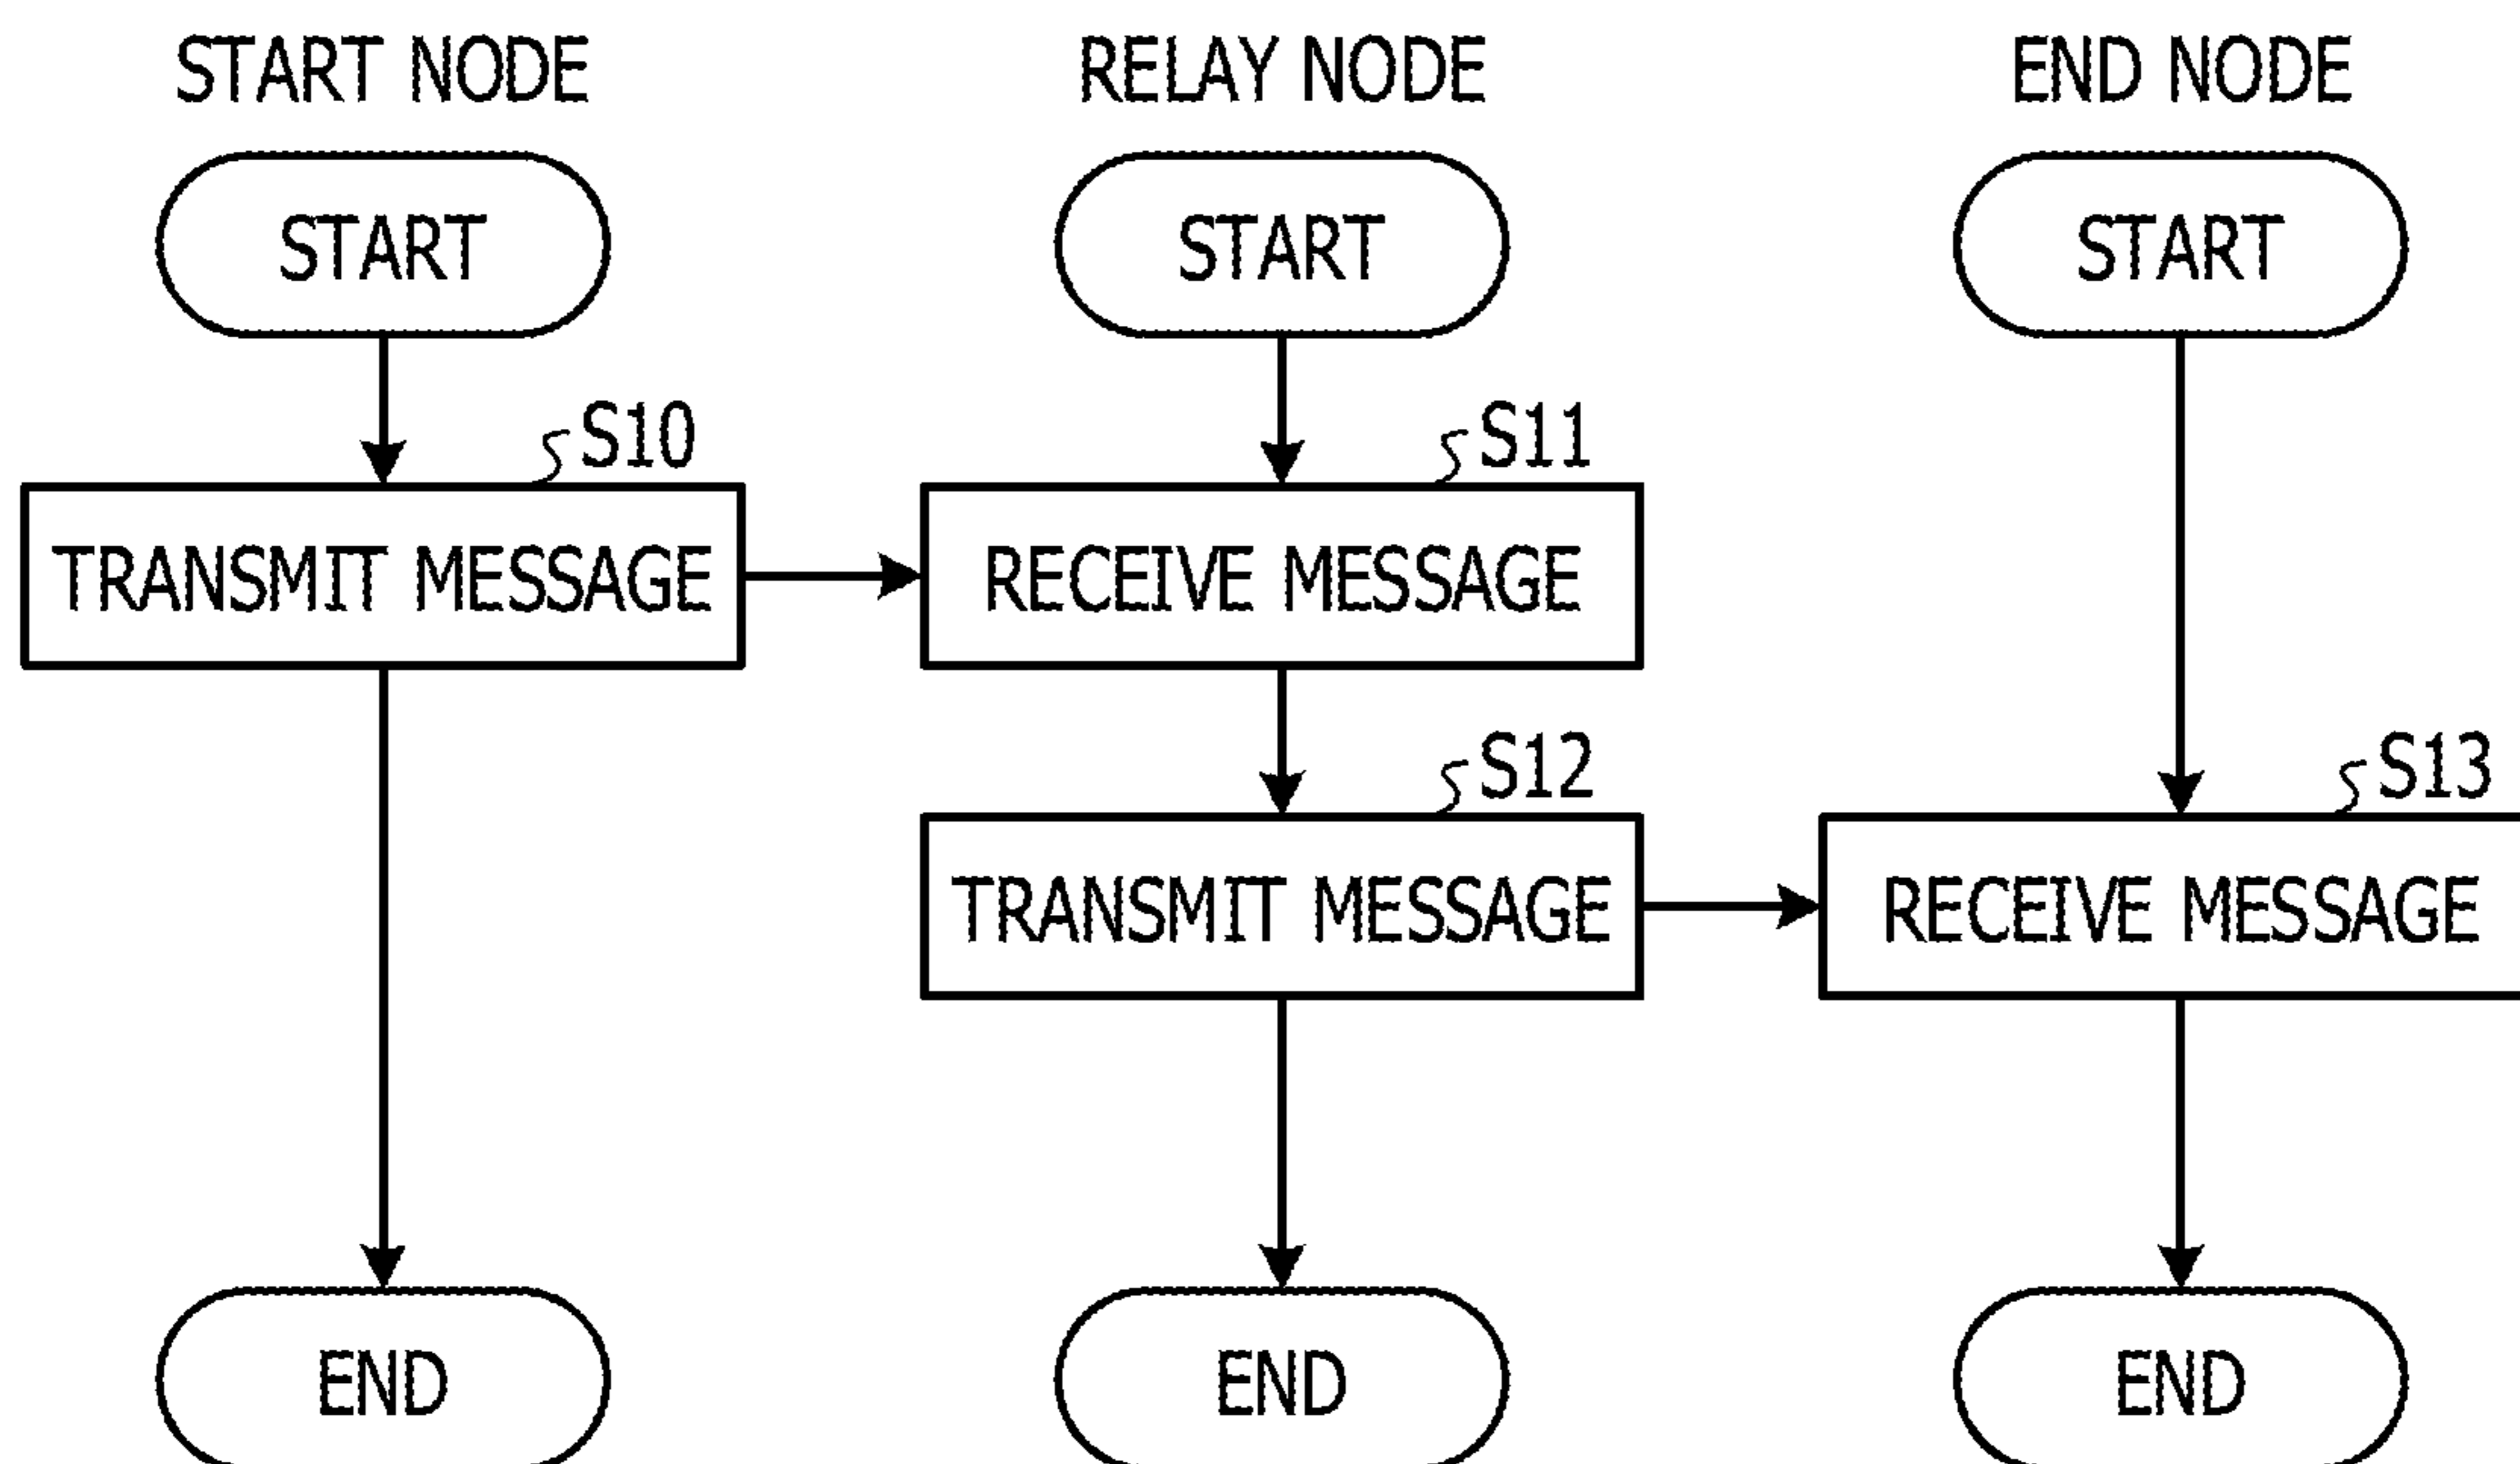 START NODE
RELAY NODE
END NODE
START
START
START
S10
S11
TRANSMIT MESSAGE
RECEIVE MESSAGE
S12
S13
TRANSMIT MESSAGE
RECEIVE MESSAGE
END
END
END